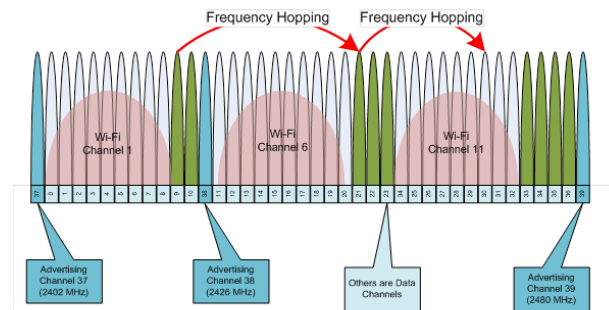 Frequency Hopping
Frequency Hopping
Wi-Fi
Channel 1
Wi-Fi
Channel 6
Wi-Fi
Channel 11
37 0 1 2 3 4 5 6 7 8 9 10 38 11 12 13 14 15 16 17 18 19 20 21 22 23 34 25 26 27 28 29 30 31 32 33 34 35 36 39
Advertising
Channel 37
(2402 MHz)
Advertising
Channel 38
(2426 MHz)
Others are Data
Channels
Advertising
Channel 39
(2480 MHz)